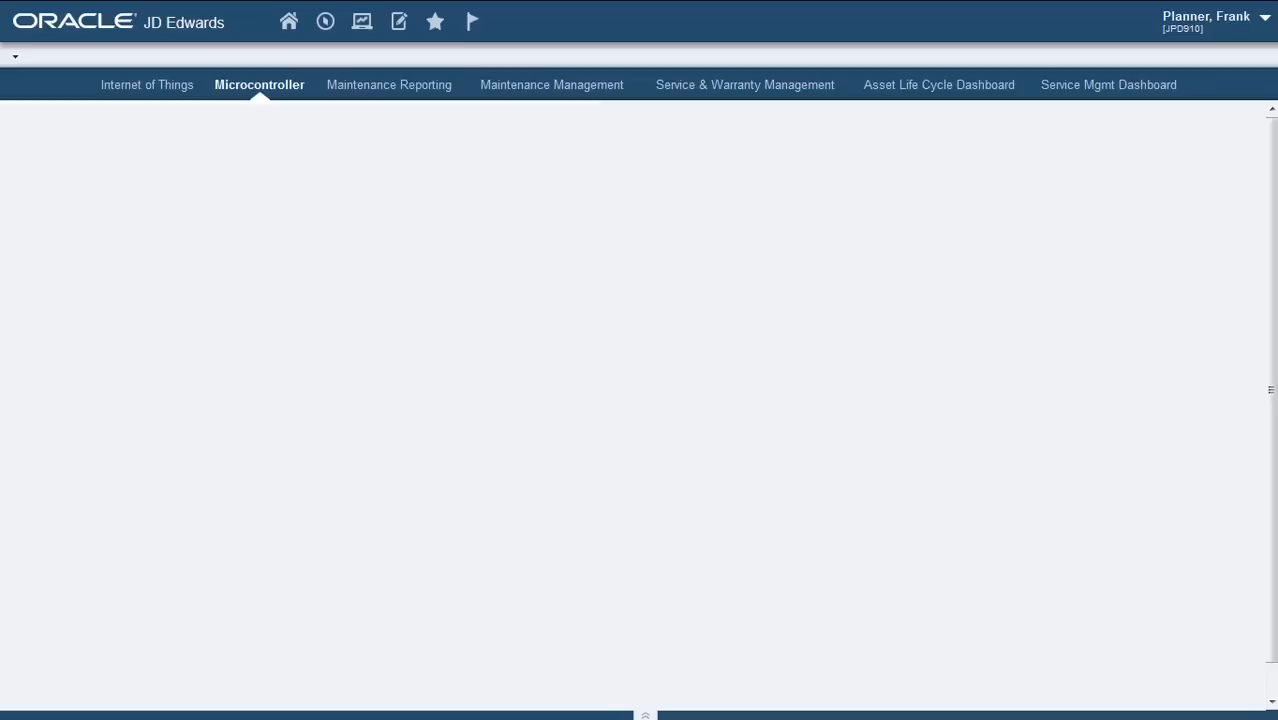 ORACLE JD Edwards
Planner, Frank
[JPD910]
Internet of Things Microcontroller Maintenance Reporting Maintenance Management Service & Warranty Management Asset Life Cycle Dashboard Service Mgmt Dashboard